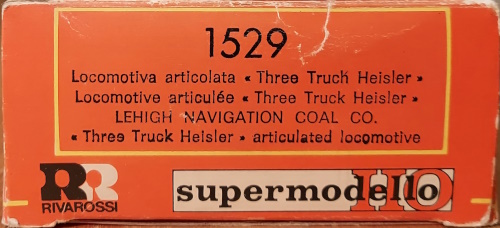 1529
Locomotiva articolata « Three Truck Heisler »
Locomotive articulée « Three Truck Heisler »
LEHIGH NAVIGATION COAL CO.
« Three Truck Heisler » articulated locomotive
RR
RIVAROSSI
supermodello HO